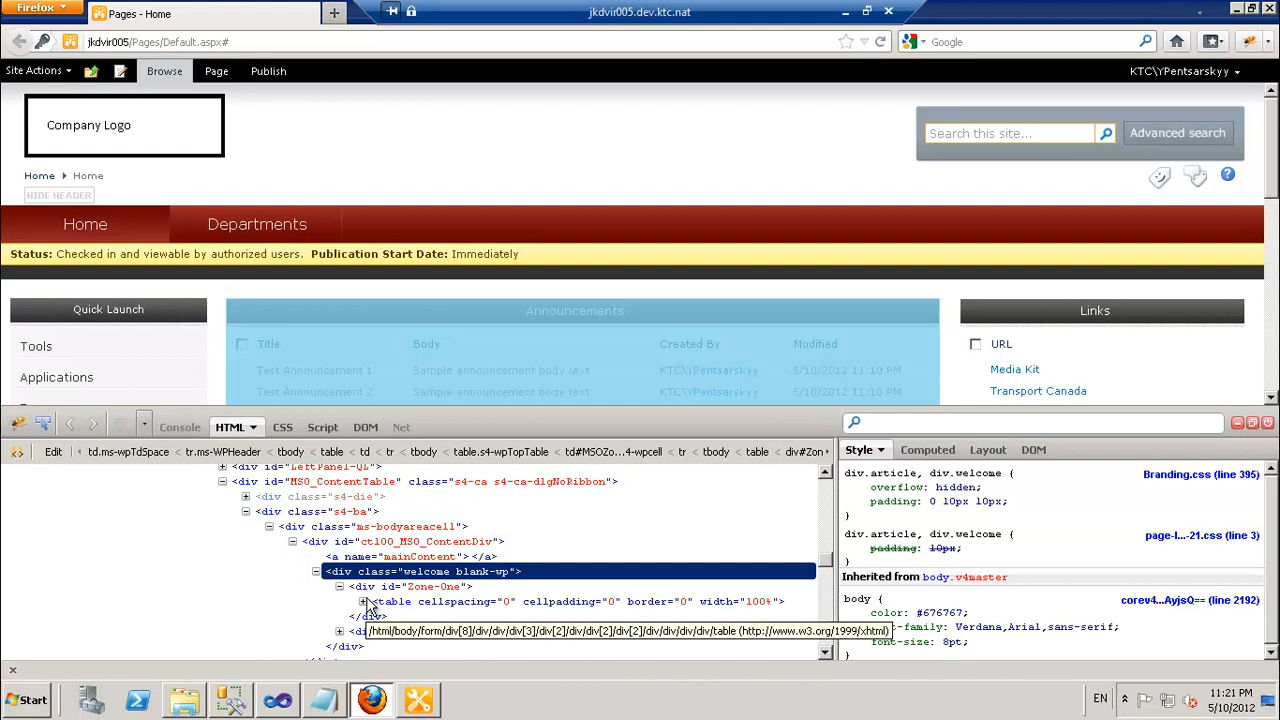 Firefox
Pages - Home
jkdvir005.dev.ktc.nat
jkdvir005/Pages/Default.aspx#
Google
Site Actions
Browse
Page
Publish
KTC\YPentsarskyy
Company Logo
Search this site...
Advanced search
Home
Home
HIDE HEADER
Home
Departments
Status: Checked in and viewable by authorized users. Publication Start Date: Immediately
Quick Launch
Announcements
Links
Tools
Title
Body
Created By
Modified
URL
Test Announcement 1
Sample announcement body text
KTC\YPentsarskyy
5/10/2012 11:10 PM
Media Kit
Applications
Test Announcement 2
Sample announcement body text
KTC\YPentsarskyy
5/10/2012 11:10 PM
Transport Canada
Console
HTML
CSS
Script
DOM
Net
Edit
td.ms-wpTdSpace
tr.ms-WPHeader
tbody
table
td
tr
tbody
table.s4-wpTopTable
td#MSOZo....4-wpcell
tr
tbody
table
div#Zon
Style
Computed
Layout
DOM
<div id="LeftPanel-QL">
<div id="MSO_ContentTable" class="s4-ca s4-ca-dlgNoRibbon">
<div class="s4-die">
<div class="s4-ba">
<div class="ms-bodyareacell">
<div id="ctl00_MSO_ContentDiv">
<a name="mainContent"></a>
<div class="welcome blank-wp">
<div id="Zone-One">
<table cellspacing="0" cellpadding="0" border="0" width="100%">
</div>
<di
/html/body/form/div[8]/div/div/div[3]/div[2]/div/div[2]/div[2]/div/div/div/div/table (http://www.w3.org/1999/xhtml)
</div>
div.article, div.welcome {
Branding.css (line 395)
overflow: hidden;
padding: 0 10px 10px;
}
div.article, div.welcome {
page-l...-21.css (line 3)
padding: 10px;
}
Inherited from body.v4master
body {
corev4...AyjsQ== (line 2192)
color: #676767;
font-family: Verdana,Arial,sans-serif;
font-size: 8pt;
}
Start
EN
11:21 PM
5/10/2012